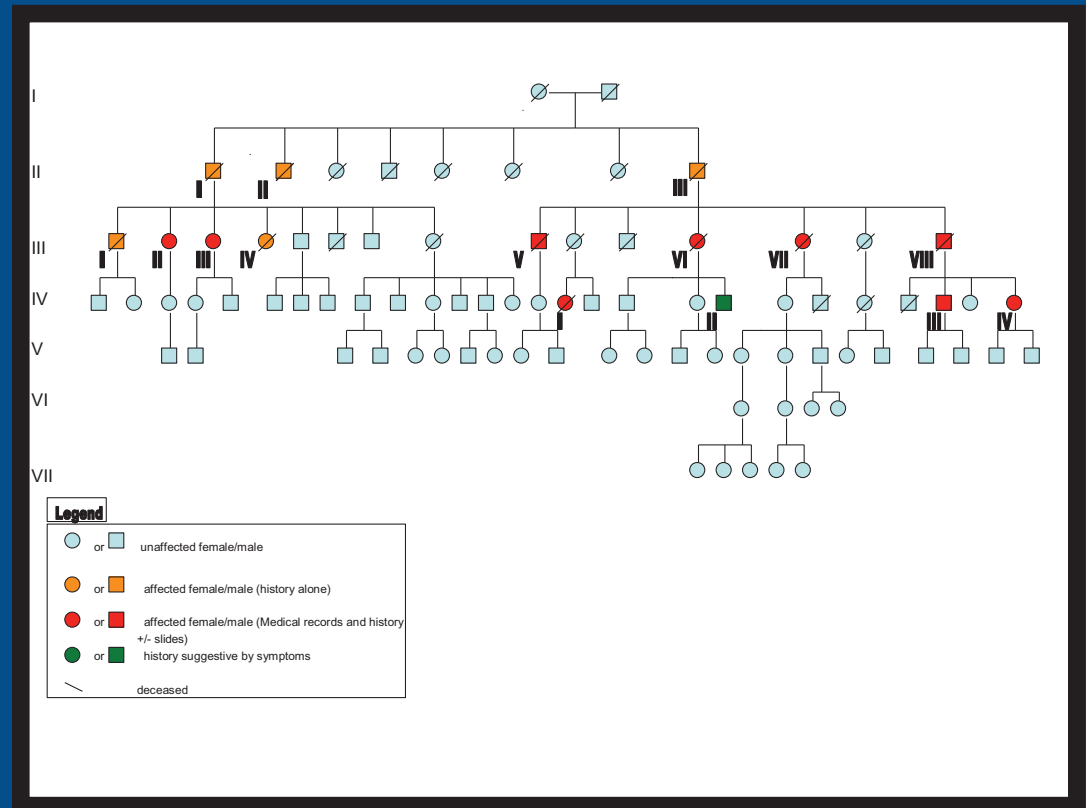 I
II
I
II
III
III
I
II
III
IV
V
VI
VII
VIII
IV
I
II
III
IV
V
VI
VII
Legend
or unaffected female/male
or affected female/male (history alone)
or affected female/male (Medical records and history
+/- slides)
or history suggestive by symptoms
deceased